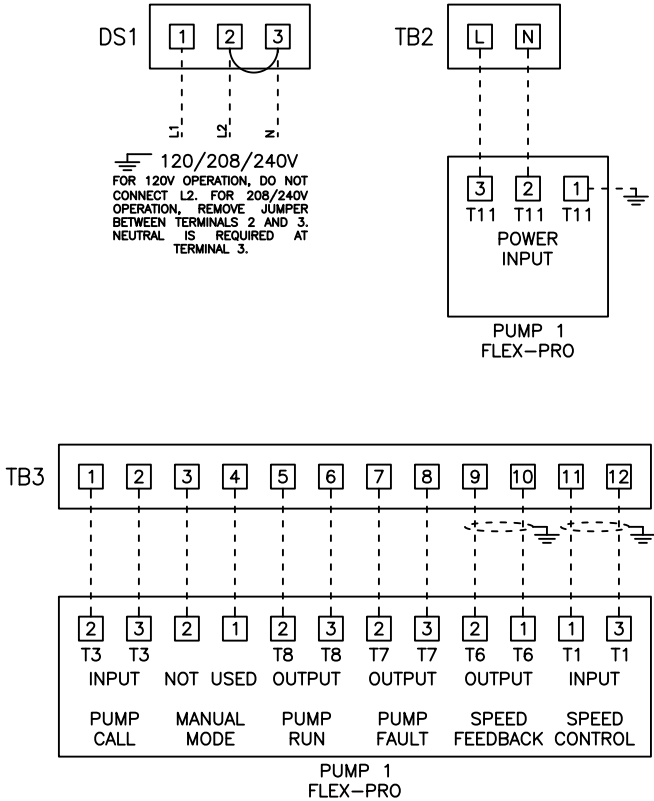 DS1 1 2 3
L1 L2 N
120/208/240V
FOR 120V OPERATION, DO NOT
CONNECT L2. FOR 208/240V
OPERATION, REMOVE JUMPER
BETWEEN TERMINALS 2 AND 3.
NEUTRAL IS REQUIRED AT
TERMINAL 3.
TB2 L N
3 2 1
T11 T11 T11
POWER
INPUT
PUMP 1
FLEX-PRO
TB3 1 2 3 4 5 6 7 8 9 10 11 12
2 3 2 1 2 3 2 3 2 1 1 3
T3 T3 T8 T8 T7 T7 T6 T6 T1 T1
INPUT NOT USED OUTPUT OUTPUT OUTPUT INPUT
PUMP MANUAL PUMP PUMP SPEED SPEED
CALL MODE RUN FAULT FEEDBACK CONTROL
PUMP 1
FLEX-PRO